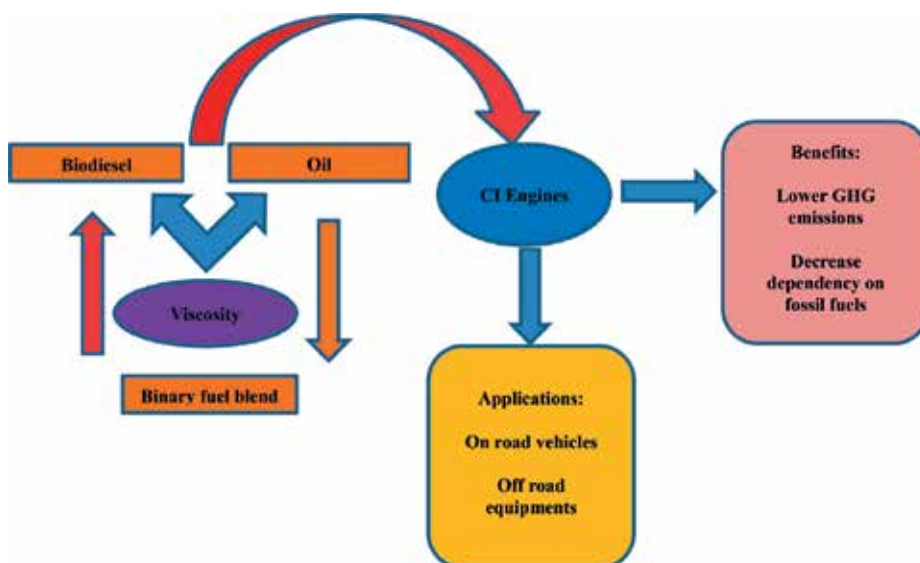 Biodiesel
Oil
Viscosity
Binary fuel blend
CI Engines
Benefits:
Lower GHG
emissions
Decrease
dependency on
fossil fuels
Applications:
On road vehicles
Off road
equipments